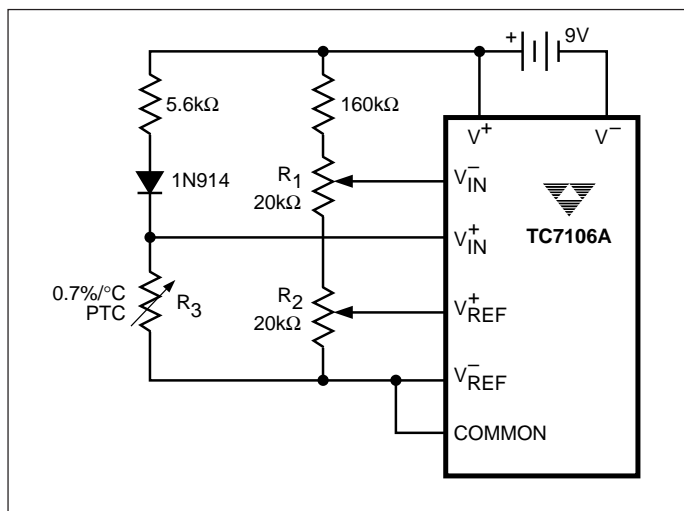 + 9V
5.6kΩ
160kΩ
V+
V–
1N914
R1
20kΩ
V–IN
TC7106A
V+IN
0.7%/°C
PTC
R3
R2
20kΩ
V+REF
V–REF
COMMON